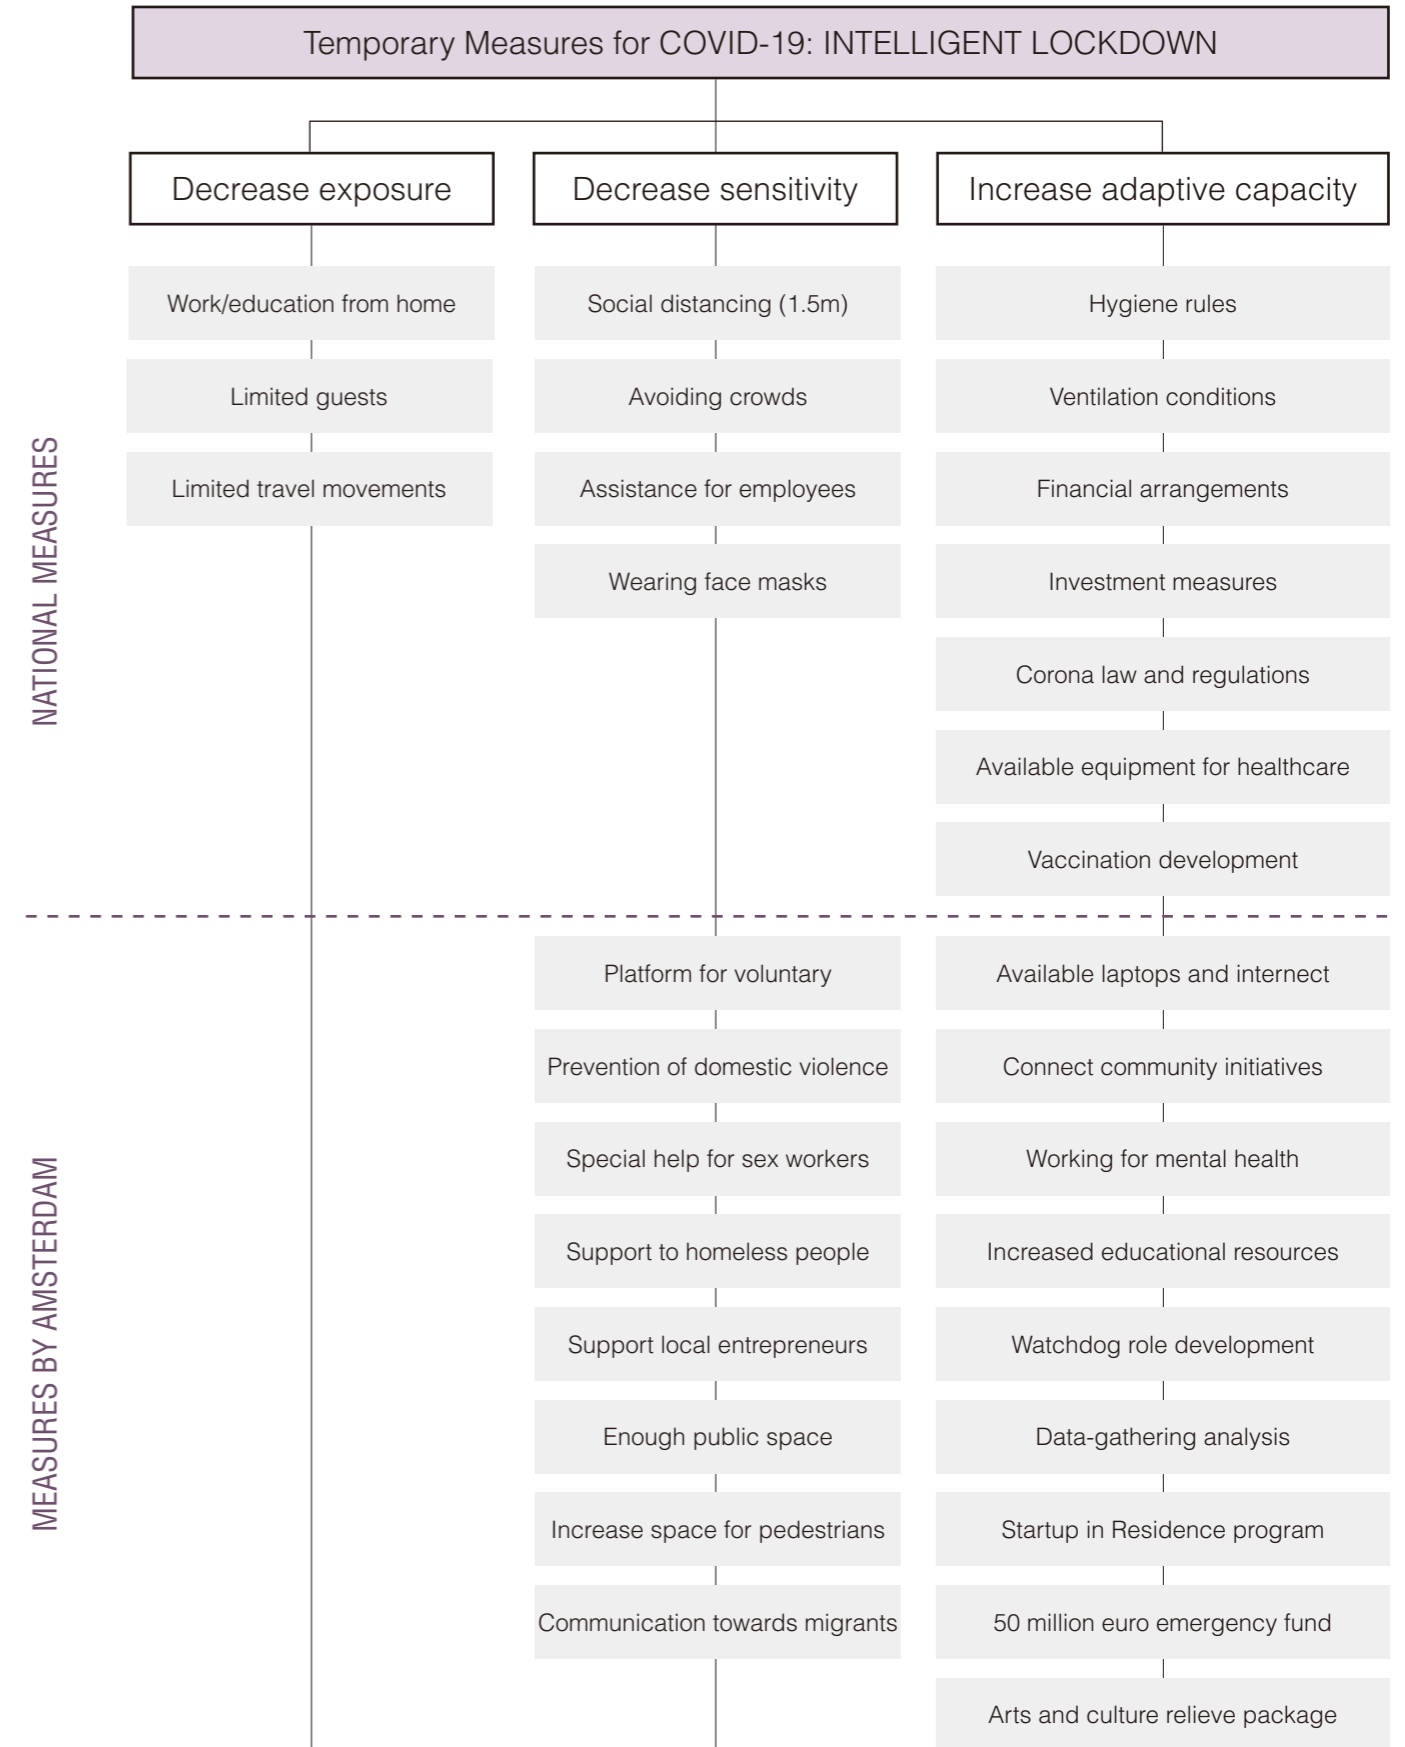 Temporary Measures for COVID-19: INTELLIGENT LOCKDOWN
Decrease exposure
Decrease sensitivity
Increase adaptive capacity
NATIONAL MEASURES
Work/education from home
Limited guests
Limited travel movements
Social distancing (1.5m)
Avoiding crowds
Assistance for employees
Wearing face masks
Hygiene rules
Ventilation conditions
Financial arrangements
Investment measures
Corona law and regulations
Available equipment for healthcare
Vaccination development
MEASURES BY AMSTERDAM
Platform for voluntary
Prevention of domestic violence
Special help for sex workers
Support to homeless people
Support local entrepreneurs
Enough public space
Increase space for pedestrians
Communication towards migrants
Available laptops and internect
Connect community initiatives
Working for mental health
Increased educational resources
Watchdog role development
Data-gathering analysis
Startup in Residence program
50 million euro emergency fund
Arts and culture relieve package